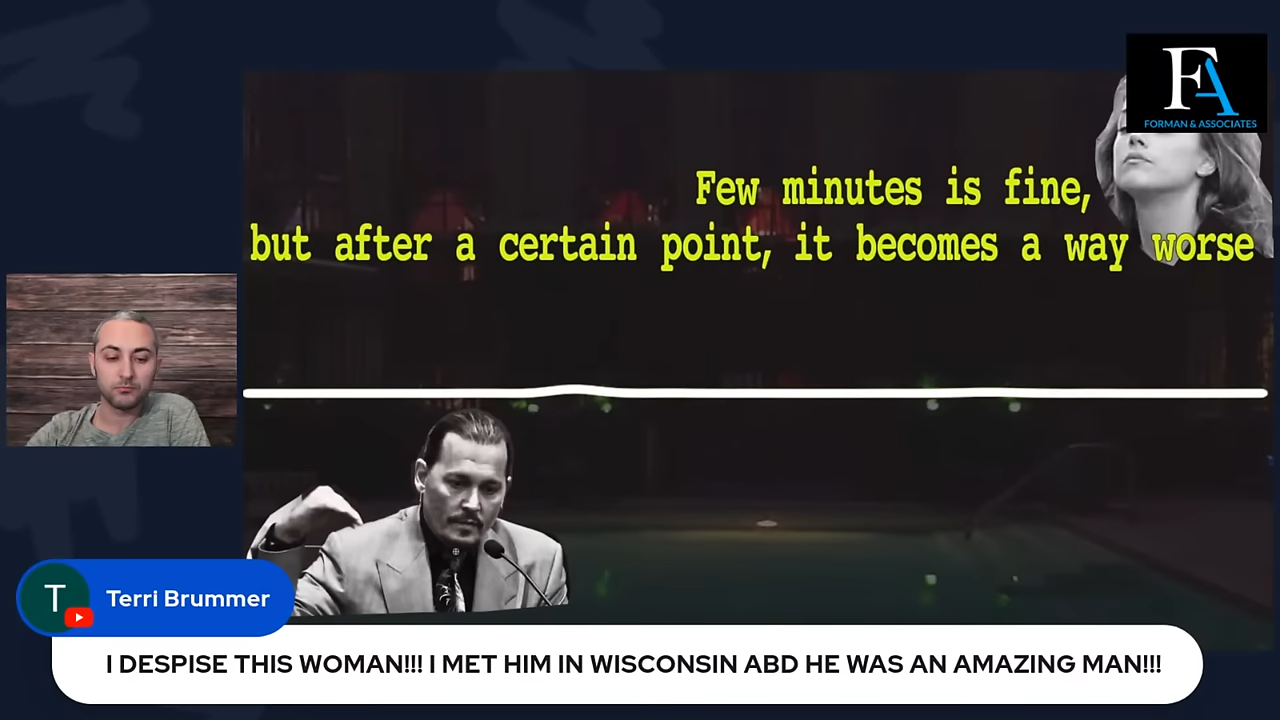 FA
FORMAN & ASSOCIATES
Few minutes is fine,
but after a certain point, it becomes a way worse
T
Terri Brummer
I DESPISE THIS WOMAN!!! I MET HIM IN WISCONSIN ABD HE WAS AN AMAZING MAN!!!